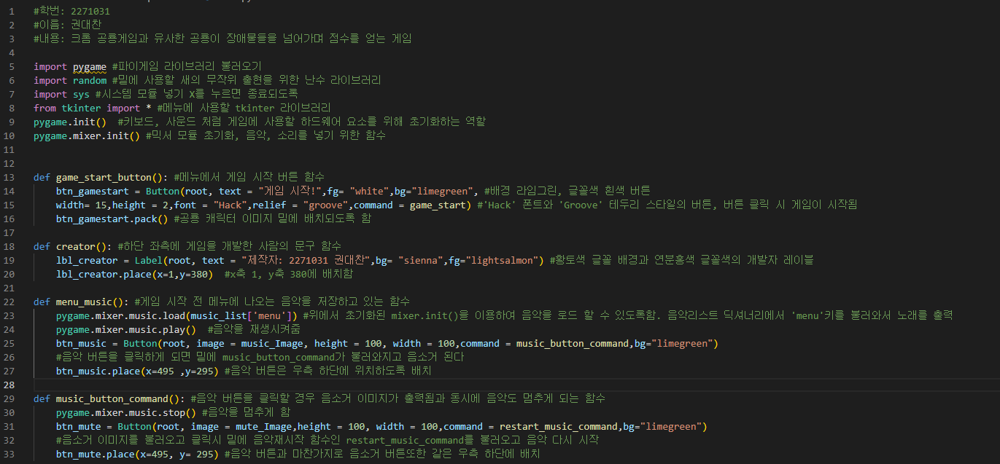 1 #학번: 2271031
2 #이름: 권대찬
3 #내용: 크롬 공룡게임과 유사한 공룡이 장애물들을 넘어가며 점수를 얻는 게임
4
5 import pygame #파이게임 라이브러리 불러오기
6 import random #밑에 사용할 새의 무작위 출현을 위한 난수 라이브러리
7 import sys #시스템 모듈 넣기 X를 누르면 종료되도록
8 from tkinter import * #메뉴에 사용할 tkinter 라이브러리
9 pygame.init()  #키보드, 사운드 처럼 게임에 사용할 하드웨어 요소를 위해 초기화하는 역할
10 pygame.mixer.init() #믹서 모듈 초기화, 음악, 소리를 넣기 위한 함수
11
12
13 def game_start_button(): #메뉴에서 게임 시작 버튼 함수
14     btn_gamestart = Button(root, text = "게임 시작!",fg= "white",bg="limegreen", #배경 라임그린, 글꼴색 흰색 버튼
15     width= 15,height = 2,font = "Hack",relief = "groove",command = game_start) #'Hack' 폰트와 'Groove' 테두리 스타일의 버튼, 버튼 클릭 시 게임이 시작됨
16     btn_gamestart.pack() #공룡 캐릭터 이미지 밑에 배치되도록 함
17
18 def creator(): #하단 좌측에 게임을 개발한 사람의 문구 함수
19     lbl_creator = Label(root, text = "제작자: 2271031 권대찬",bg= "sienna",fg="lightsalmon") #황토색 글꼴 배경과 연분홍색 글꼴색의 개발자 레이블
20     lbl_creator.place(x=1,y=380)  #x축 1, y축 380에 배치함
21
22 def menu_music(): #게임 시작 전 메뉴에 나오는 음악을 저장하고 있는 함수
23     pygame.mixer.music.load(music_list['menu']) #위에서 초기화된 mixer.init()을 이용하여 음악을 로드 할 수 있도록함. 음악리스트 딕셔너리에서 'menu'키를 불러와서 노래를 출력
24     pygame.mixer.music.play()  #음악을 재생시켜줌
25     btn_music = Button(root, image = music_Image, height = 100, width = 100,command = music_button_command,bg="limegreen")
26     #음악 버튼을 클릭하게 되면 밑에 music_button_command가 불러와지고 음소거 된다
27     btn_music.place(x=495 ,y=295) #음악 버튼은 우측 하단에 위치하도록 배치
28
29 def music_button_command(): #음악 버튼을 클릭할 경우 음소거 이미지가 출력됨과 동시에 음악도 멈추게 되는 함수
30     pygame.mixer.music.stop() #음악을 멈추게 함
31     btn_mute = Button(root, image = mute_Image,height = 100, width = 100,command = restart_music_command,bg="limegreen")
32     #음소거 이미지를 불러오고 클릭시 밑에 음악재시작 함수인 restart_music_command를 불러오고 음악 다시 시작
33     btn_mute.place(x=495, y= 295) #음악 버튼과 마찬가지로 음소거 버튼또한 같은 우측 하단에 배치